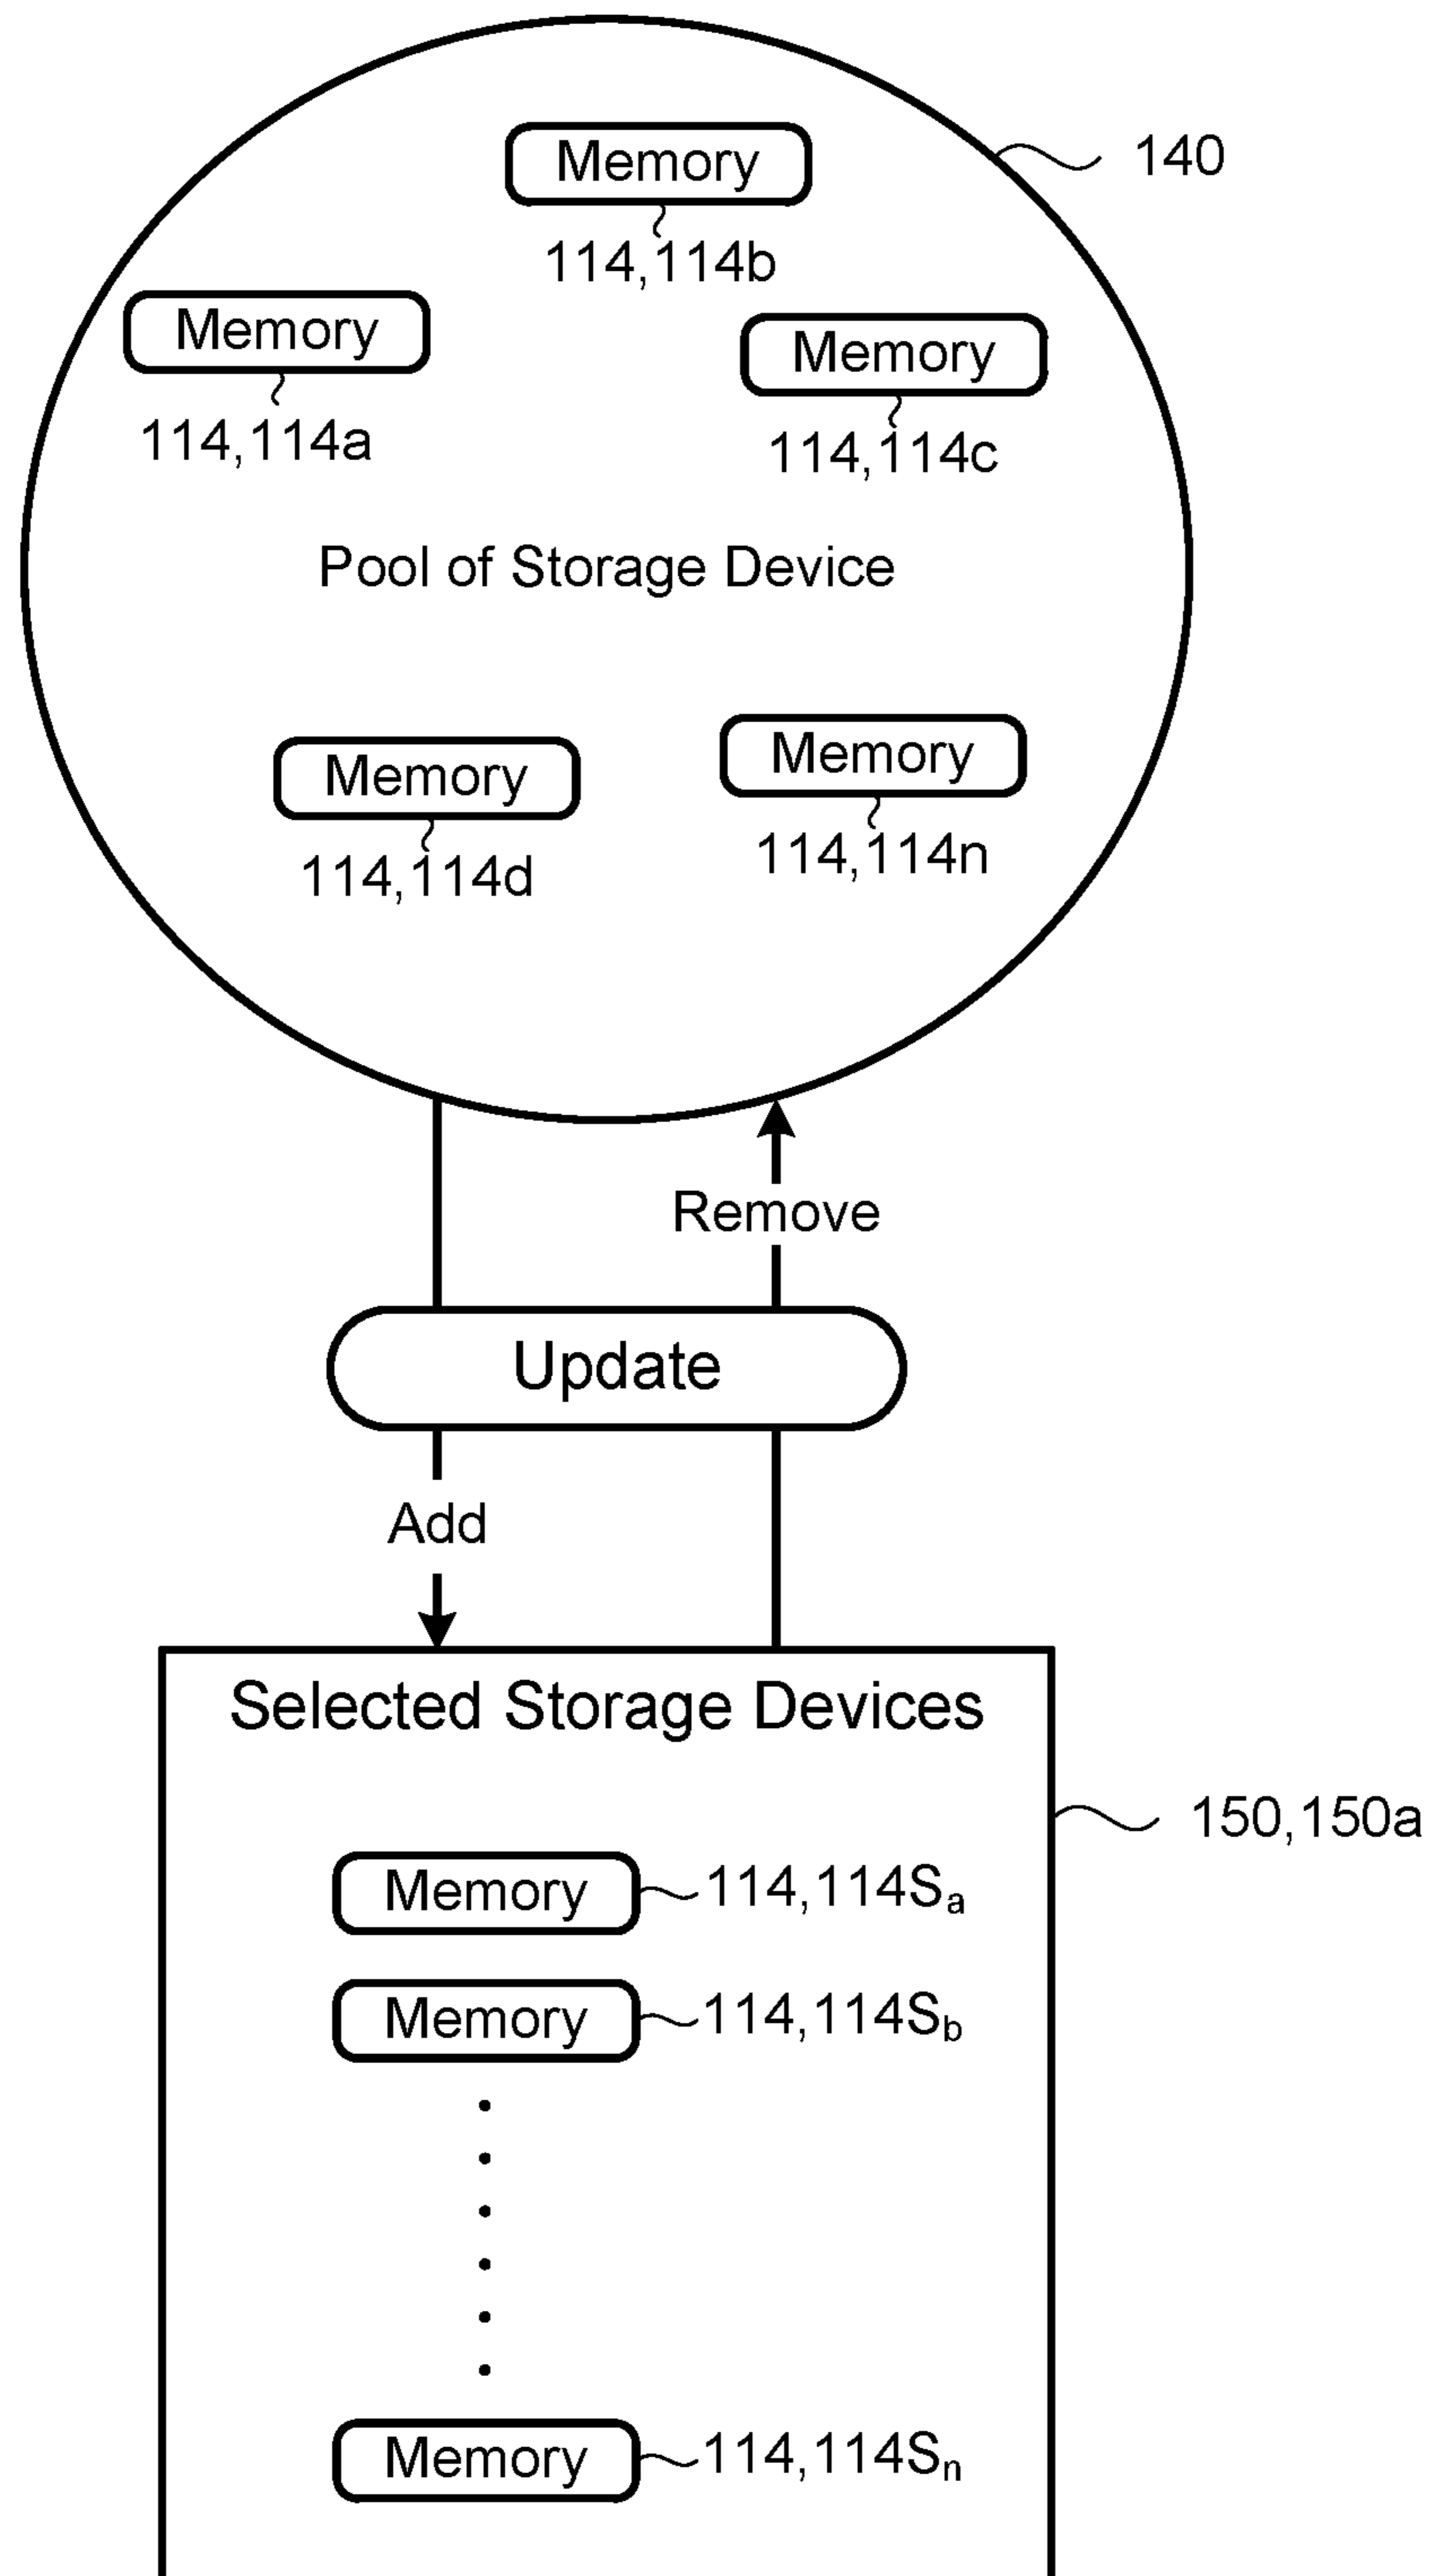 Memory
140
114,114b
Memory
114,114a
Memory
114,114c
Pool of Storage Device
Memory
114,114d
Memory
114,114n
Remove
Update
Add
Selected Storage Devices
150,150a
Memory 114,114Sa
Memory 114,114Sb
Memory 114,114Sn